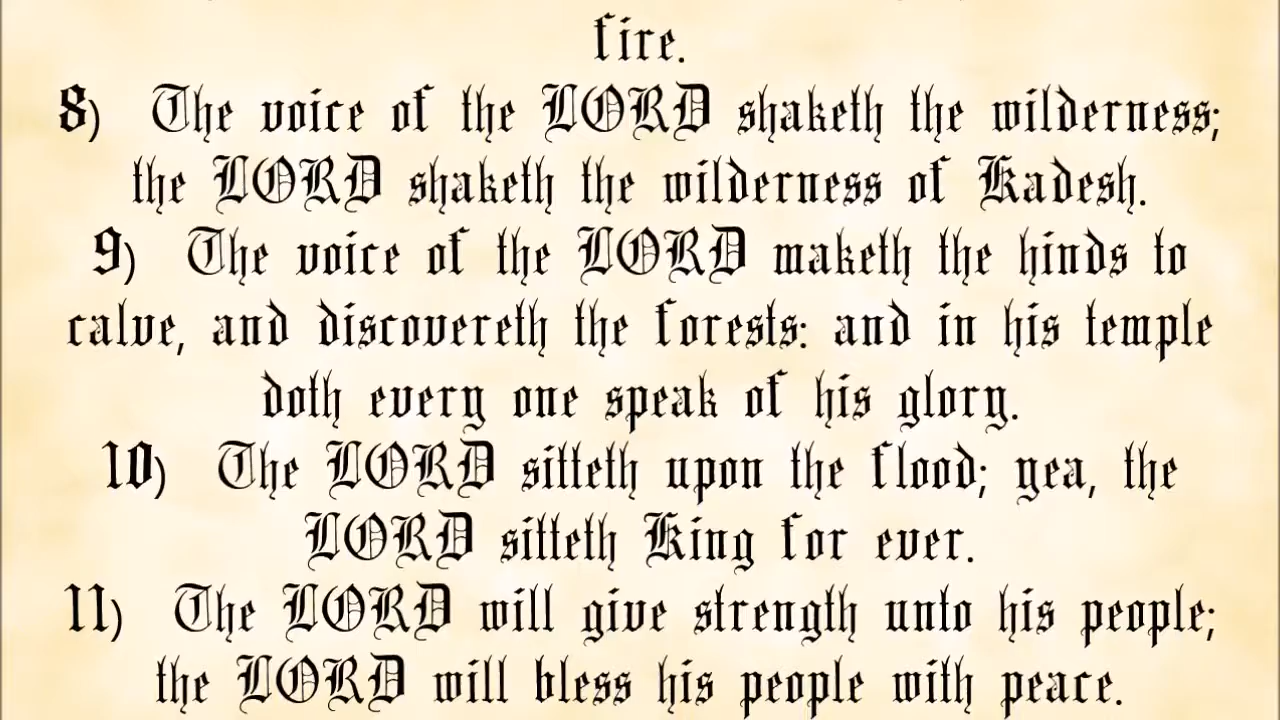 fire.
8) The voice of the LORD shaketh the wilderness;
the LORD shaketh the wilderness of Kadesh.
9) The voice of the LORD maketh the hinds to
calve, and discovereth the forests: and in his temple
doth every one speak of his glory.
10) The LORD sitteth upon the flood; yea, the
LORD sitteth King for ever.
11) The LORD will give strength unto his people;
the LORD will bless his people with peace.